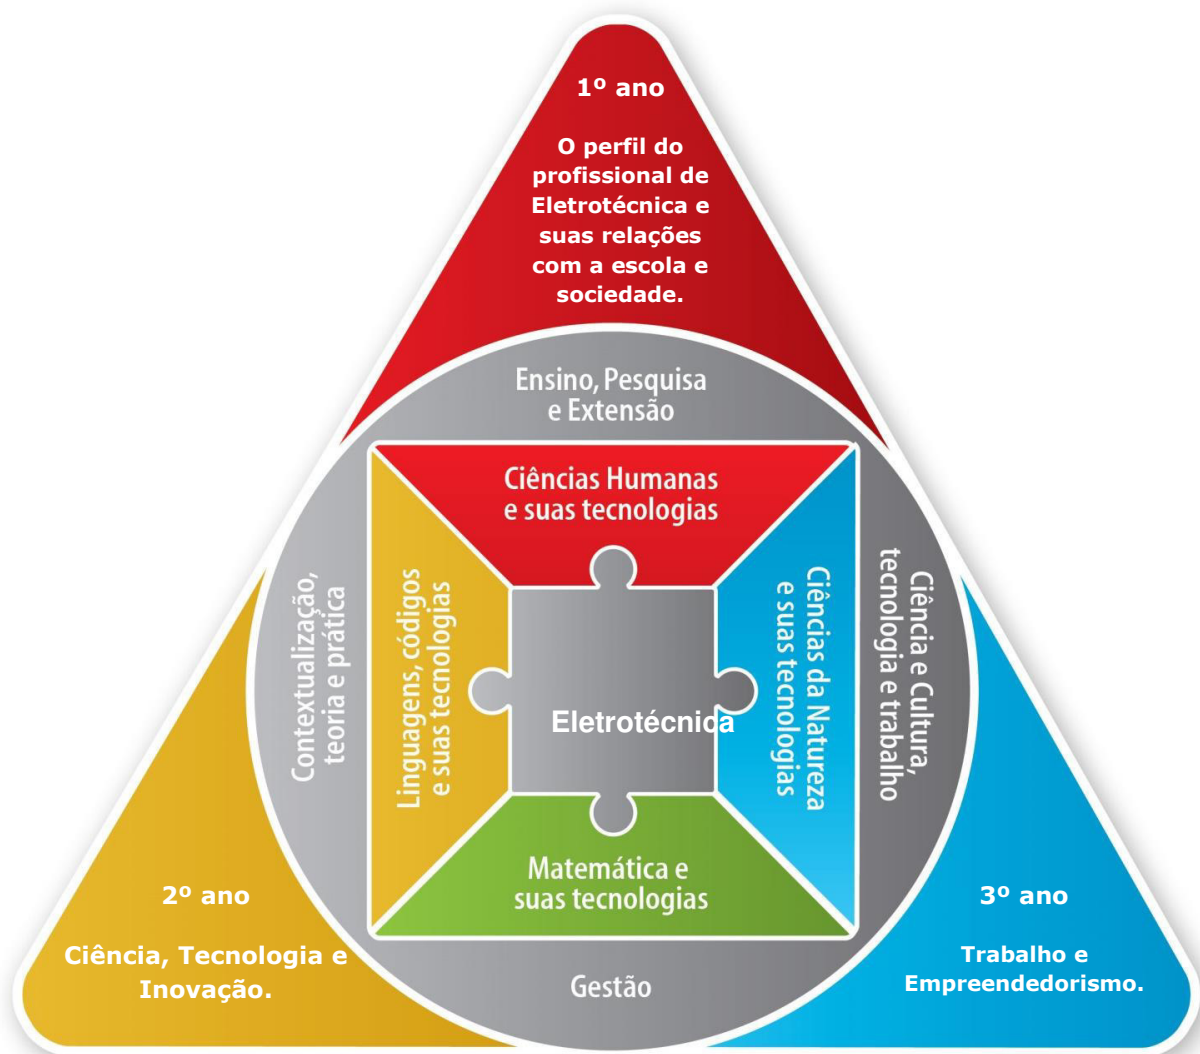 1º ano
O perfil do
profissional de
Eletrotécnica e
suas relações
com a escola e
sociedade.
Ensino, Pesquisa
e Extensão
Ciências Humanas
e suas tecnologias
Contextualização,
teoria e prática
Linguagens, códigos
e suas tecnologias
Eletrotécnica
Ciências da Natureza
e suas tecnologias
Ciência e Cultura,
tecnologia e trabalho
Matemática e
suas tecnologias
Gestão
2º ano
Ciência, Tecnologia e
Inovação.
3º ano
Trabalho e
Empreendedorismo.